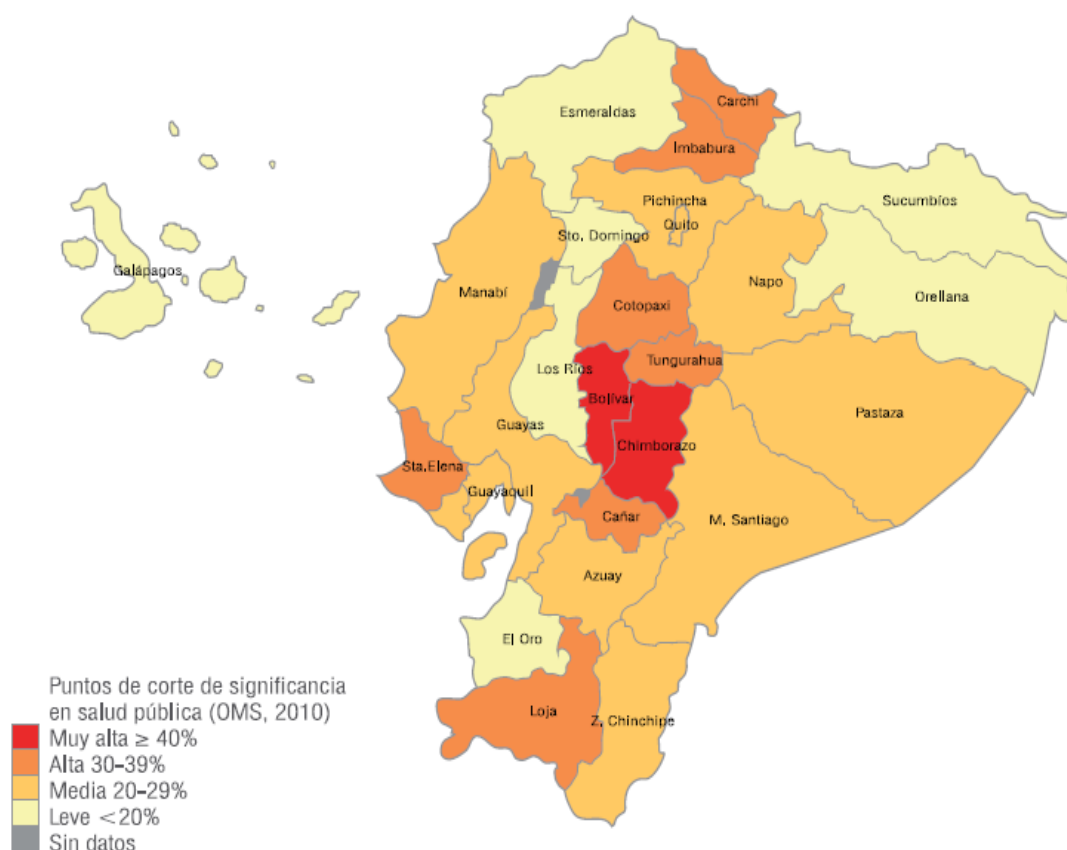 Carchi
Esmeraldas
Imbabura
Pichincha
Sucumbíos
Quito
Sto. Domingo
Galápagos
Napo
Manabí
Orellana
Cotopaxi
Tungurahua
Los Ríos
Bolívar
Pastaza
Guayas
Chimborazo
Sta.Elena
Guayaquil
Cañar
M. Santiago
Azuay
El Oro
Loja
Z. Chinchipe
Puntos de corte de significancia
en salud pública (OMS, 2010)
Muy alta ≥ 40%
Alta 30–39%
Media 20–29%
Leve <20%
Sin datos